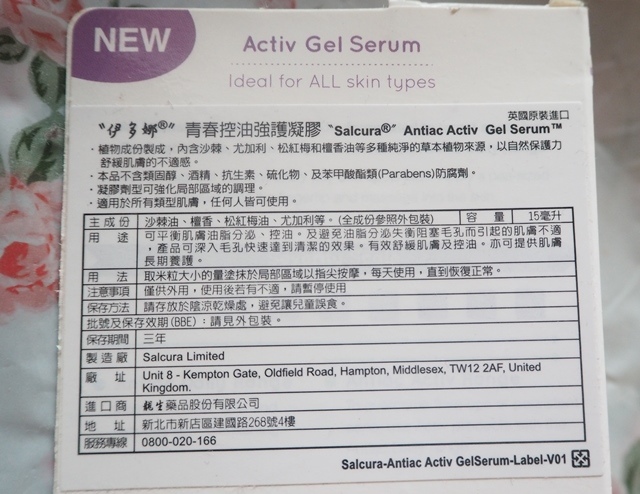 NEW
Activ Gel Serum
Ideal for ALL skin types
英國原裝進口
"伊多娜®" 青春控油強護凝膠 "Salcura®" Antiac Activ Gel Serum™
·植物成份製成，內含沙棘、尤加利、松紅梅和檀香油等多種純淨的草本植物來源，以自然保護力
舒緩肌膚的不適感。
·本品不含類固醇、酒精、抗生素、硫化物、及苯甲酸酯類(Parabens)防腐劑。
·凝膠劑型可強化局部區域的調理。
·適用於所有類型肌膚，任何人皆可使用。
主成份 沙棘油、檀香、松紅梅油、尤加利等。(全成份參照外包裝) 容量 15毫升
用途 可平衡肌膚油脂分泌、控油。及避免油脂分泌失衡阻塞毛孔而引起的肌膚不適
，產品可深入毛孔快速達到清潔的效果。有效舒緩肌膚及控油。亦可提供肌膚
長期養護。
用法 取米粒大小的量塗抹於局部區域以指尖按摩，每天使用，直到恢復正常。
注意事項 僅供外用，使用後若有不適，請暫停使用
保存方法 請存放於陰涼乾燥處，避免讓兒童誤食。
批號及保存效期(BBE)：請見外包裝。
保存期間 三年
製造廠 Salcura Limited
廠址 Unit 8 - Kempton Gate, Oldfield Road, Hampton, Middlesex, TW12 2AF, United
Kingdom.
進口商 生藥品股份有限公司
地址 新北市新店區建國路268號4樓
服務專線 0800-020-166
Salcura-Antiac Activ GelSerum-Label-V01